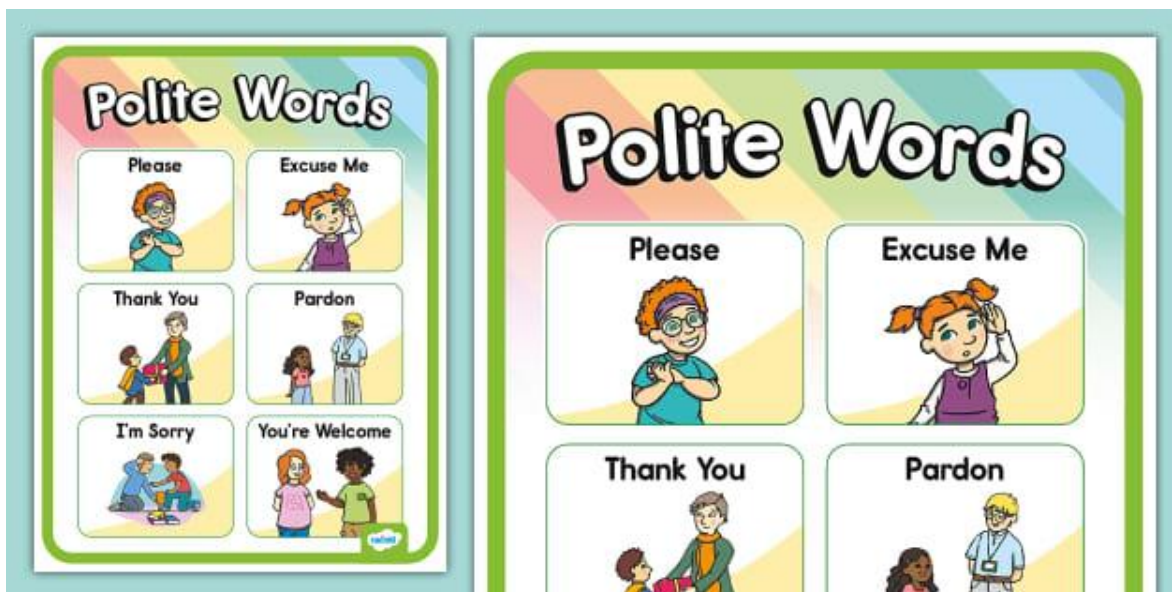 Polite Words
Please
Excuse Me
Thank You
Pardon
I'm Sorry
You're Welcome
twinkl
Polite Words
Please
Excuse Me
Thank You
Pardon